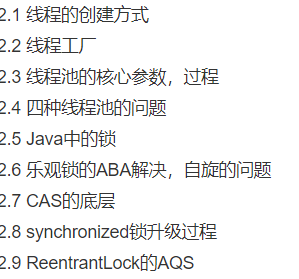 2.1 线程的创建方式
2.2 线程工厂
2.3 线程池的核心参数，过程
2.4 四种线程池的问题
2.5 Java中的锁
2.6 乐观锁的ABA解决，自旋的问题
2.7 CAS的底层
2.8 synchronized锁升级过程
2.9 ReentrantLock的AQS